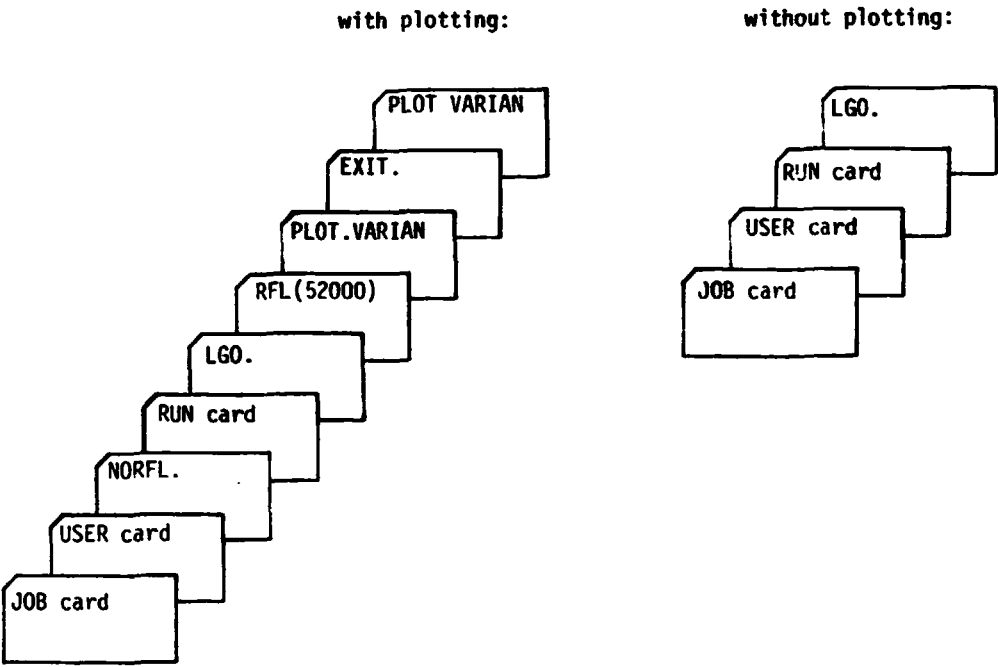 with plotting:
PLOT VARIAN
EXIT.
PLOT.VARIAN
RFL(52000)
LGO.
RUN card
NORFL.
USER card
JOB card
without plotting:
LGO.
RUN card
USER card
JOB card